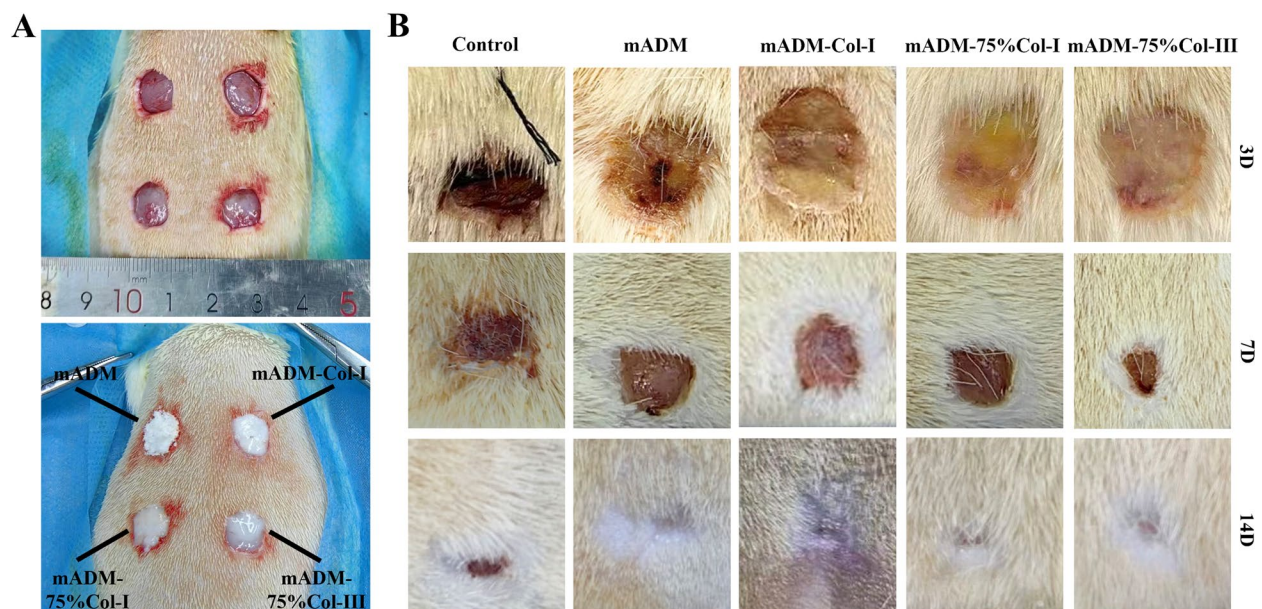 A
mm
8 9 10 1 2 3 4 5
mADM
mADM-Col-I
mADM-
75%Col-I
mADM-
75%Col-III
B
Control mADM mADM-Col-I mADM-75%Col-I mADM-75%Col-III
3D
7D
14D